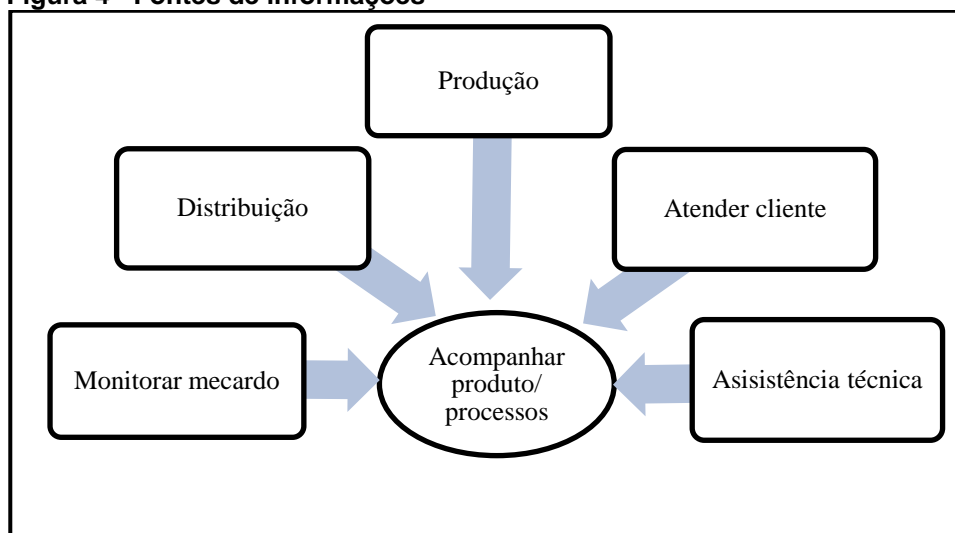 Figura 4 - Fontes de informações
Produção
Distribuição
Atender cliente
Monitorar mecardo
Acompanhar
produto/
processos
Asisistência técnica